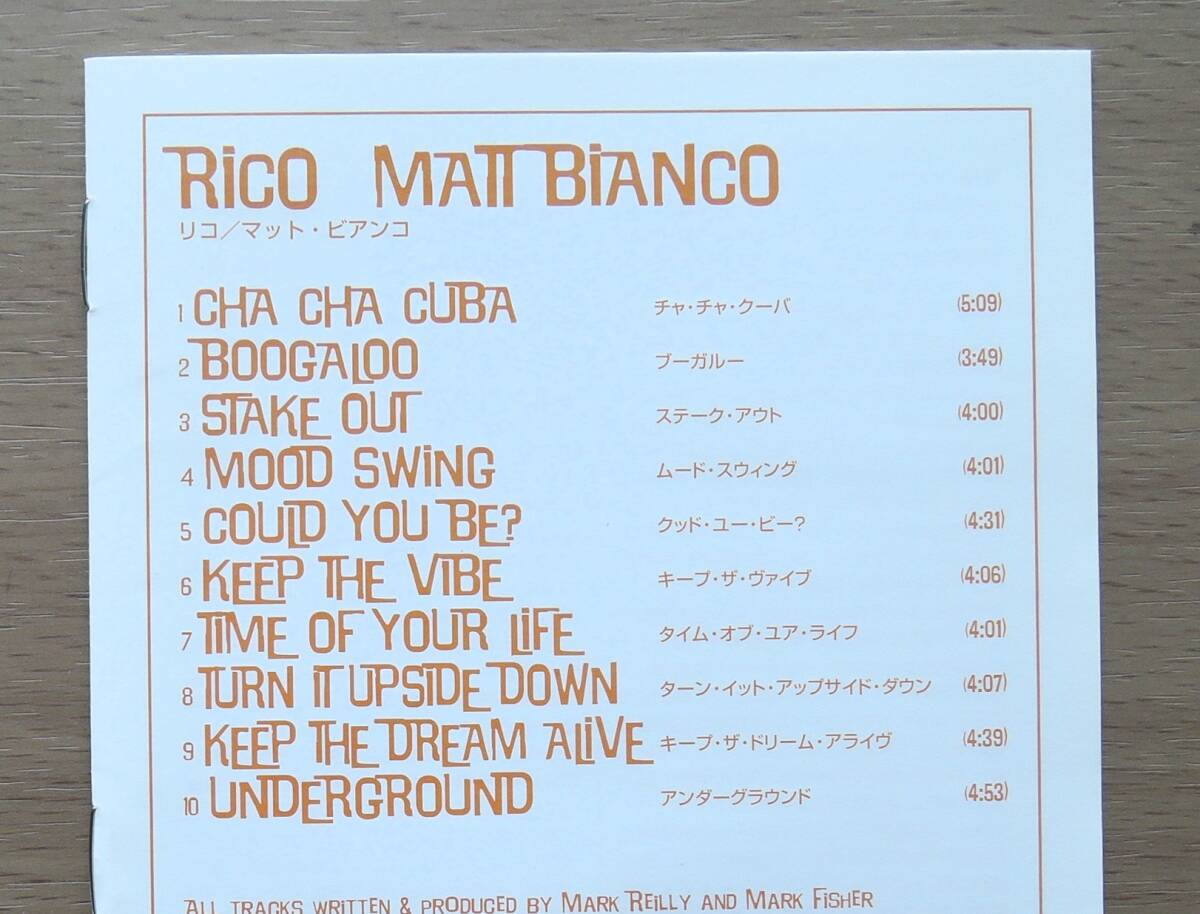 RiCO MATT BiANCO
リコ／マット・ビアンコ
1 CHA CHA CUBA チャ・チャ・クーバ (5:09)
2 BOOGALOO ブーガルー (3:49)
3 STAKE OUT ステーク・アウト (4:00)
4 MOOD SWiNG ムード・スウィング (4:01)
5 COULD YOU BE? クッド・ユー・ビー? (4:31)
6 KEEP THE VIBE キープ・ザ・ヴァイブ (4:06)
7 TIME OF YOUR LiFE タイム・オブ・ユア・ライフ (4:01)
8 TURN iT UPSIDE DOWN ターン・イット・アップサイド・ダウン (4:07)
9 KEEP THE DREAM ALiVE キープ・ザ・ドリーム・アライヴ (4:39)
10 UNDERGROUND アンダーグラウンド (4:53)
ALL TRACKS WRITTEN & PRODUCED BY MARK REILLY AND MARK FISHER